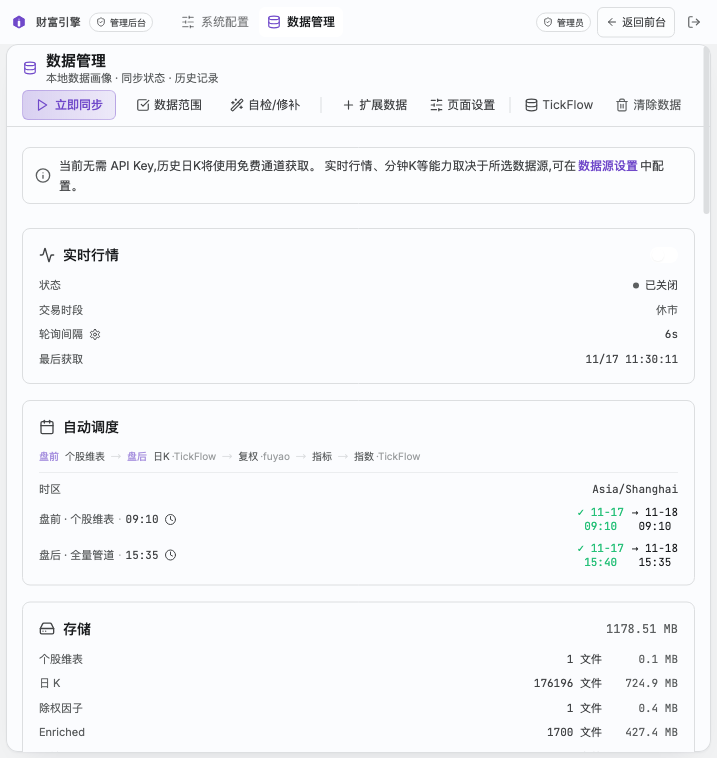 财富引擎 管理后台 系统配置 数据管理 管理员 返回前台
数据管理
本地数据画像 · 同步状态 · 历史记录
立即同步 数据范围 自检/修补 扩展数据 页面设置 TickFlow 清除数据
当前无需 API Key,历史日K将使用免费通道获取。 实时行情、分钟K等能力取决于所选数据源,可在 数据源设置 中配
置。
实时行情
状态 已关闭
交易时段 休市
轮询间隔 6s
最后获取 11/17 11:30:11
自动调度
盘前 个股维表 → 盘后 日K ·TickFlow → 复权 ·fuyao → 指标 → 指数 ·TickFlow
时区 Asia/Shanghai
盘前 · 个股维表 · 09:10 ✓ 11-17 → 11-18
09:10 09:10
盘后 · 全量管道 · 15:35 ✓ 11-17 → 11-18
15:40 15:35
存储 1178.51 MB
个股维表 1 文件 0.1 MB
日 K 176196 文件 724.9 MB
除权因子 1 文件 0.4 MB
Enriched 1700 文件 427.4 MB